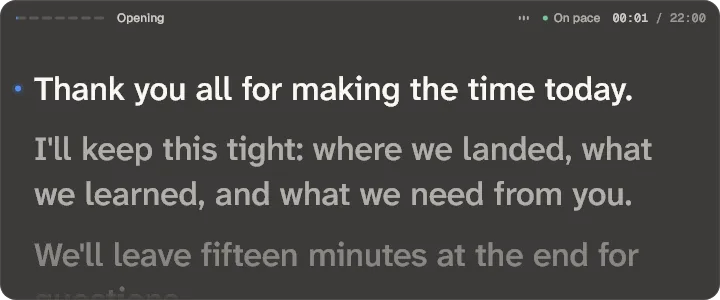 Opening
On pace 00:01 / 22:00
Thank you all for making the time today.
I'll keep this tight: where we landed, what
we learned, and what we need from you.
We'll leave fifteen minutes at the end for